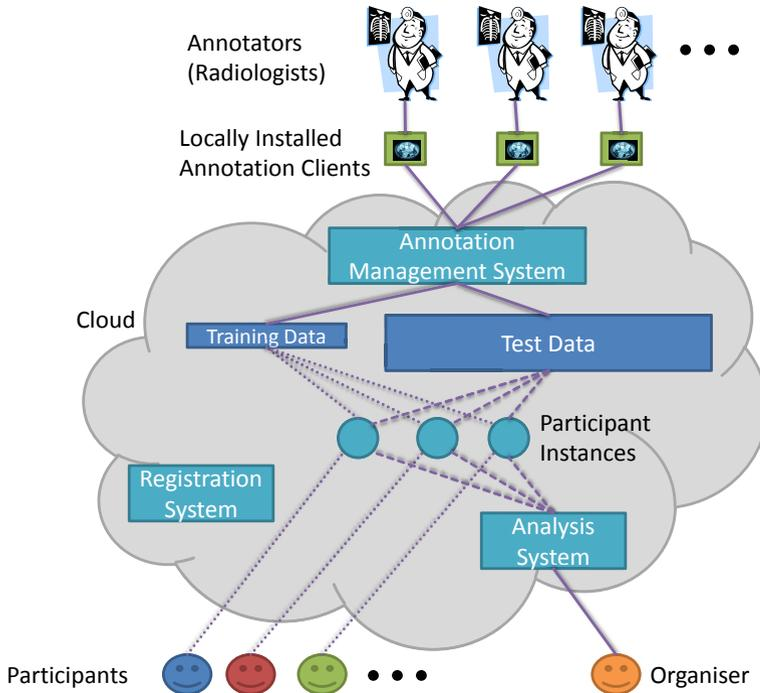 Annotators
(Radiologists)
Locally Installed
Annotation Clients
Annotation
Management System
Cloud
Training Data
Test Data
Participant
Instances
Registration
System
Analysis
System
Participants
Organiser